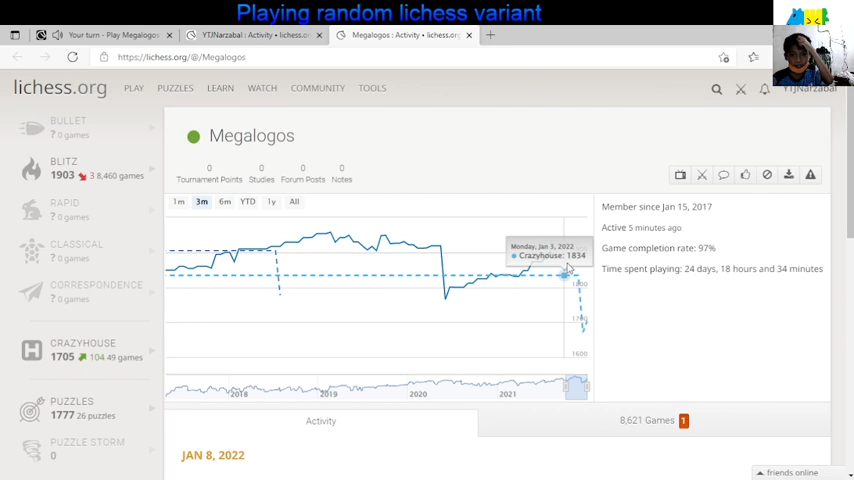 Playing random lichess variant
Your turn - Play Megalogos
YTJNarzabal : Activity • lichess.o
Megalogos : Activity • lichess.org
https://lichess.org/@/Megalogos
lichess.org
PLAY PUZZLES LEARN WATCH COMMUNITY TOOLS
YTJNarzabal
BULLET
? 0 games
BLITZ
1903 3 8,460 games
RAPID
? 0 games
CLASSICAL
? 0 games
CORRESPONDENCE
? 0 games
CRAZYHOUSE
1705 104 49 games
PUZZLES
1777 26 puzzles
PUZZLE STORM
0
Megalogos
0 0 0 0
Tournament Points Studies Forum Posts Notes
1m 3m 6m YTD 1y All
Monday, Jan 3, 2022
Crazyhouse: 1834
1800
1700
1600
2018 2019 2020 2021
Member since Jan 15, 2017
Active 5 minutes ago
Game completion rate: 97%
Time spent playing: 24 days, 18 hours and 34 minutes
Activity
8,621 Games 1
JAN 8, 2022
friends online